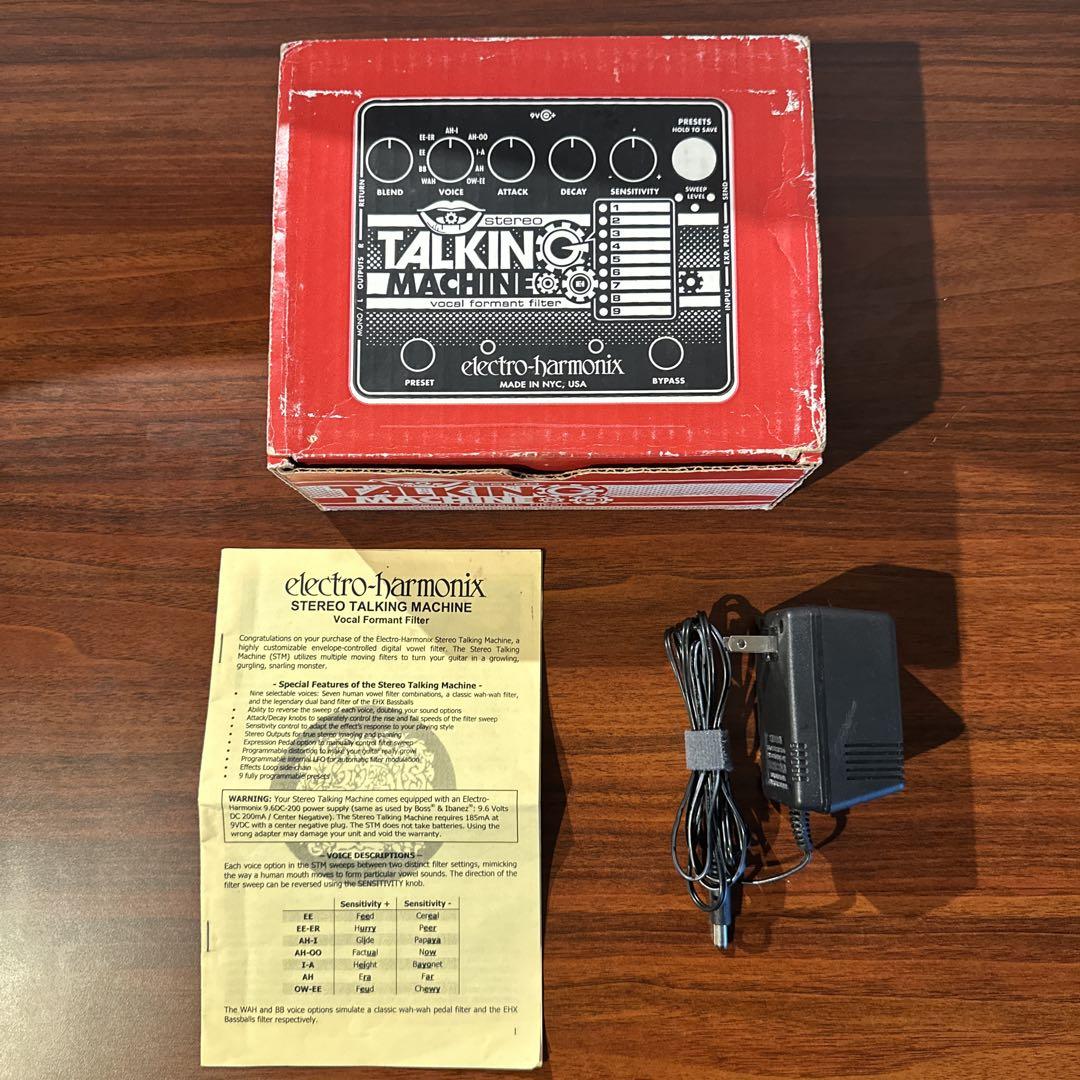 9V
PRESETS
HOLD TO SAVE
EE-ER
AH-I
AH-OO
EE
I-A
BB
AH
WAH
OW-EE
BLEND
VOICE
ATTACK
DECAY
- SENSITIVITY +
SWEEP
LEVEL
RETURN
SEND
stereo
TALKING
MACHINE
EH
vocal formant filter
1
2
3
4
5
6
7
8
9
MONO / L OUTPUTS R
INPUT EXP. PEDAL
electro-harmonix
MADE IN NYC, USA
PRESET
BYPASS
stereo
TALKING
MACHINE
vocal formant filter
electro-harmonix
STEREO TALKING MACHINE
Vocal Formant Filter
Congratulations on your purchase of the Electro-Harmonix Stereo Talking Machine, a
highly customizable envelope-controlled digital vowel filter. The Stereo Talking
Machine (STM) utilizes multiple moving filters to turn your guitar in a growling,
gurgling, snarling monster.
- Special Features of the Stereo Talking Machine -
• Nine selectable voices: Seven human vowel filter combinations, a classic wah-wah filter,
and the legendary dual band filter of the EHX Bassballs
• Ability to reverse the sweep of each voice, doubling your sound options
• Attack/Decay knobs to separately control the rise and fall speeds of the filter sweep
• Sensitivity control to adapt the effect's response to your playing style
• Stereo Outputs for true stereo imaging and panning
• Expression Pedal option to manually control filter sweep
• Programmable distortion to make your guitar really growl
• Programmable internal LFO for automatic filter modulation
• Effects Loop side-chain
• 9 fully programmable presets
WARNING: Your Stereo Talking Machine comes equipped with an Electro-
Harmonix 9.6DC-200 power supply (same as used by Boss® & Ibanez™: 9.6 Volts
DC 200mA / Center Negative). The Stereo Talking Machine requires 185mA at
9VDC with a center negative plug. The STM does not take batteries. Using the
wrong adapter may damage your unit and void the warranty.
– VOICE DESCRIPTIONS –
Each voice option in the STM sweeps between two distinct filter settings, mimicking
the way a human mouth moves to form particular vowel sounds. The direction of the
filter sweep can be reversed using the SENSITIVITY knob.
Sensitivity + Sensitivity -
EE Feed Cereal
EE-ER Hurry Peer
AH-I Glide Papaya
AH-OO Factual Now
I-A Height Bayonet
AH Era Far
OW-EE Feud Chewy
The WAH and BB voice options simulate a classic wah-wah pedal filter and the EHX
Bassballs filter respectively.
1